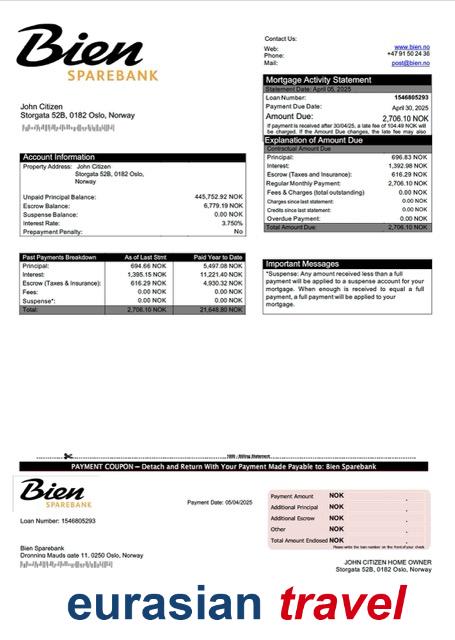 Bien
SPAREBANK
Contact Us:
Web: www.bien.no
Phone: +47 91 50 24 36
Mail: post@bien.no
Mortgage Activity Statement
Statement Date: April 05, 2025
Loan Number: 1546805293
Payment Due Date: April 30, 2025
Amount Due: 2,706.10 NOK
If payment is received after 30/04/25, a late fee of 104.49 NOK will
be charged. If the Amount Due changes, the late fee may also
John Citizen
Storgata 52B, 0182 Oslo, Norway
Explanation of Amount Due
Contractual Amount Due
Principal: 696.83 NOK
Interest: 1,392.98 NOK
Escrow (Taxes and Insurance): 616.29 NOK
Regular Monthly Payment: 2,706.10 NOK
Fees & Charges (total outstanding) 0.00 NOK
Charges since last statement: 0.00 NOK
Credits since last statement: 0.00 NOK
Overdue Payment: 0.00 NOK
Total Amount Due: 2,706.10 NOK
Account Information
Property Address: John Citizen
Storgata 52B, 0182 Oslo,
Norway
Unpaid Principal Balance: 445,752.92 NOK
Escrow Balance: 6,779.19 NOK
Suspense Balance: 0.00 NOK
Interest Rate: 3.750%
Prepayment Penalty: No
Past Payments Breakdown As of Last Stmt Paid Year to Date
Principal: 694.66 NOK 5,497.08 NOK
Interest: 1,395.15 NOK 11,221.40 NOK
Escrow (Taxes & Insurance): 616.29 NOK 4,930.32 NOK
Fees: 0.00 NOK 0.00 NOK
Suspense*: 0.00 NOK 0.00 NOK
Total: 2,706.10 NOK 21,648.80 NOK
Important Messages
*Suspense: Any amount received less than a full
payment will be applied to a suspense account for your
mortgage. When enough is received to equal a full
payment, a full payment will be applied to your
mortgage.
PAYMENT COUPON – Detach and Return With Your Payment Made Payable to: Bien Sparebank
Bien
SPAREBANK
Payment Date: 05/04/2025
Loan Number: 1546805293
Payment Amount NOK .
Additional Principal NOK .
Additional Escrow NOK .
Other NOK .
Total Amount Endosed NOK .
Please write the loan number on the front of your check
Bien Sparebank
Dronning Mauds gate 11, 0250 Oslo, Norway
JOHN CITIZEN HOME OWNER
Storgata 52B, 0182 Oslo, Norway
eurasian travel